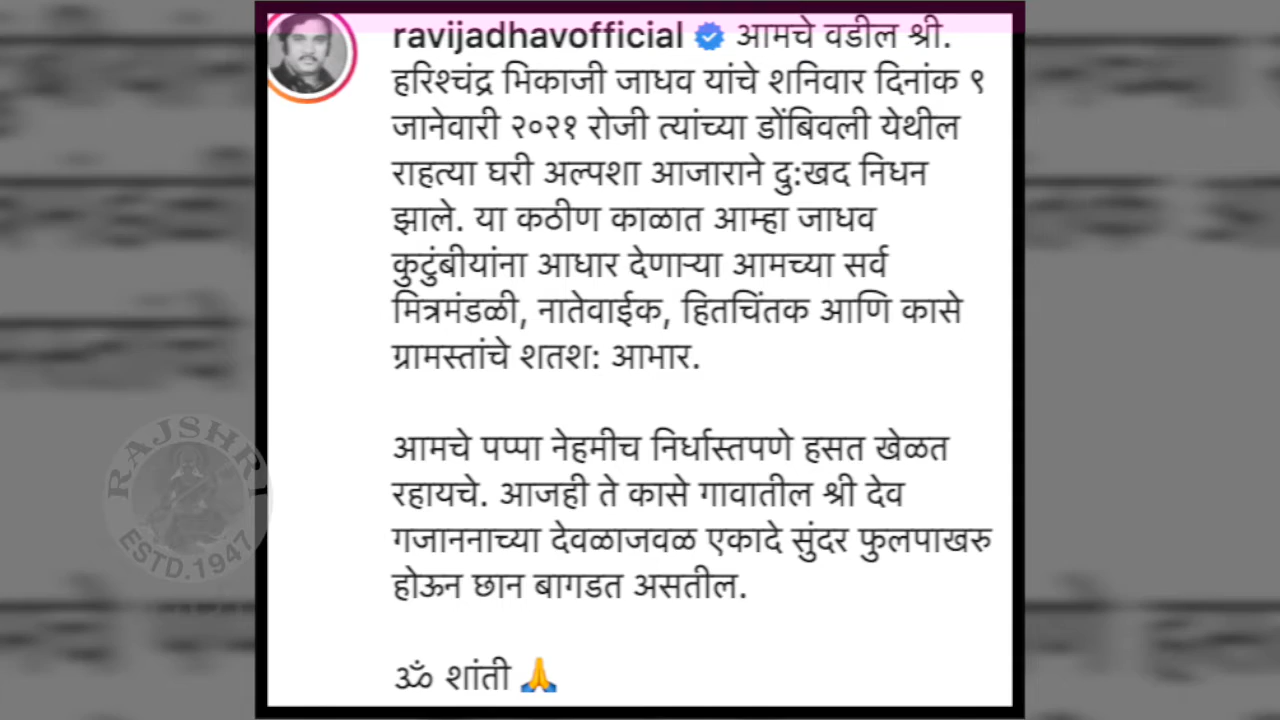 ravijadhavofficial आमचे वडील श्री.
हरिश्चंद्र भिकाजी जाधव यांचे शनिवार दिनांक ९
जानेवारी २०२१ रोजी त्यांच्या डोंबिवली येथील
राहत्या घरी अल्पशा आजाराने दु:खद निधन
झाले. या कठीण काळात आम्हा जाधव
कुटुंबीयांना आधार देणाऱ्या आमच्या सर्व
मित्रमंडळी, नातेवाईक, हितचिंतक आणि कासे
ग्रामस्तांचे शतश: आभार.
आमचे पप्पा नेहमीच निर्धास्तपणे हसत खेळत
रहायचे. आजही ते कासे गावातील श्री देव
गजाननाच्या देवळाजवळ एकादे सुंदर फुलपाखरु
होऊन छान बागडत असतील.
ॐ शांती 🙏
RAJSHRI
ESTD.1947